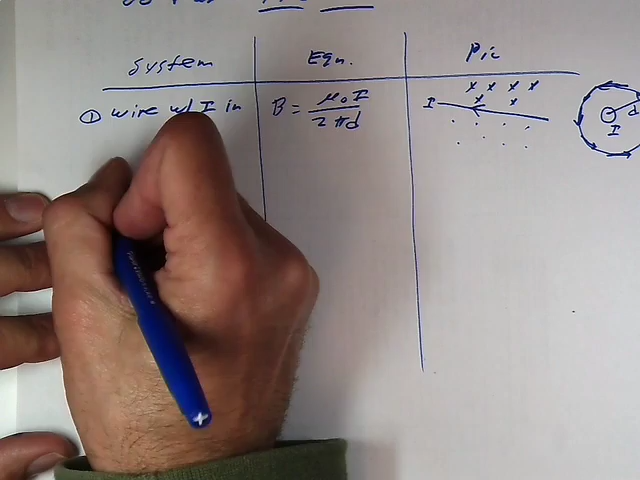 System Eqn. Pic
① wire w/ I in B = μ₀I / 2πd I x x x x
x x
d
I